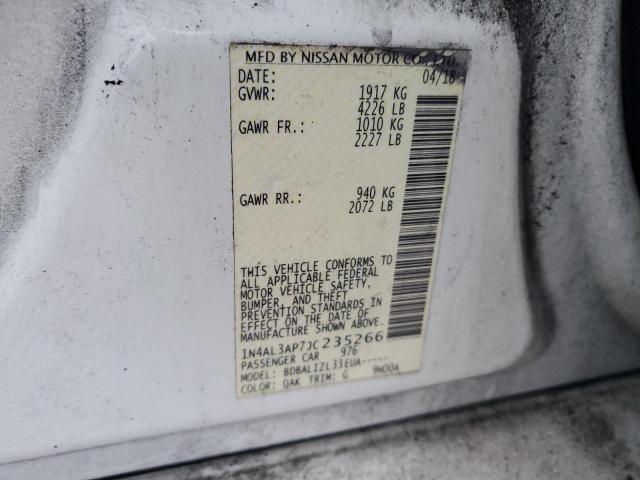 MFD BY NISSAN MOTOR CO., LTD.
DATE: 04/18
GVWR: 1917 KG
4226 LB
GAWR FR.: 1010 KG
2227 LB
GAWR RR.: 940 KG
2072 LB
THIS VEHICLE CONFORMS TO
ALL APPLICABLE FEDERAL
MOTOR VEHICLE SAFETY,
BUMPER, AND THEFT
PREVENTION STANDARDS IN
EFFECT ON THE DATE OF
MANUFACTURE SHOWN ABOVE.
1N4AL3AP7JC235266
PASSENGER CAR 976
MODEL: BDBALIZL33EUA-----
COLOR: QAK TRIM: G 9N00A